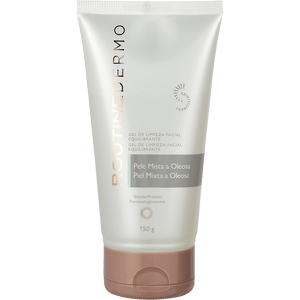 ROUTINE DERMO
GEL DE LIMPEZA FACIAL
EQUILIBRANTE
GEL DE LIMPIEZA FACIAL
EQUILIBRANTE
Pele Mista a Oleosa
Piel Mixta a Oleosa
150 g